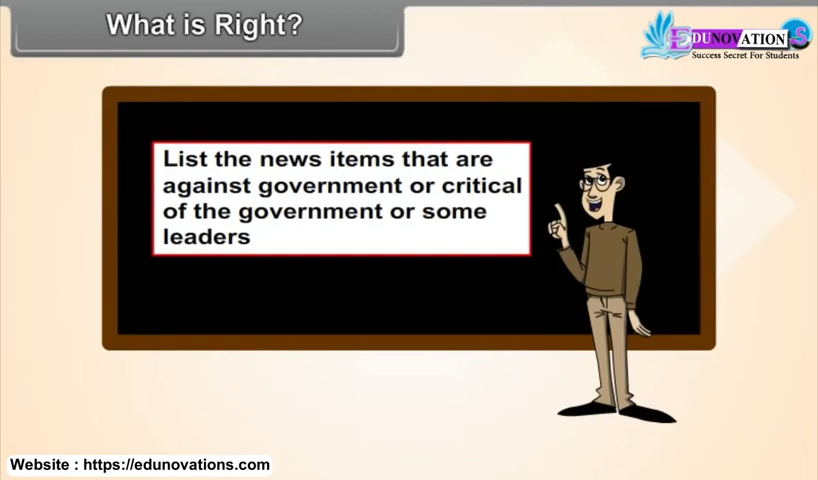 What is Right?
EDUNOVATIONS
Success Secret For Students
List the news items that are
against government or critical
of the government or some
leaders
Website : https://edunovations.com